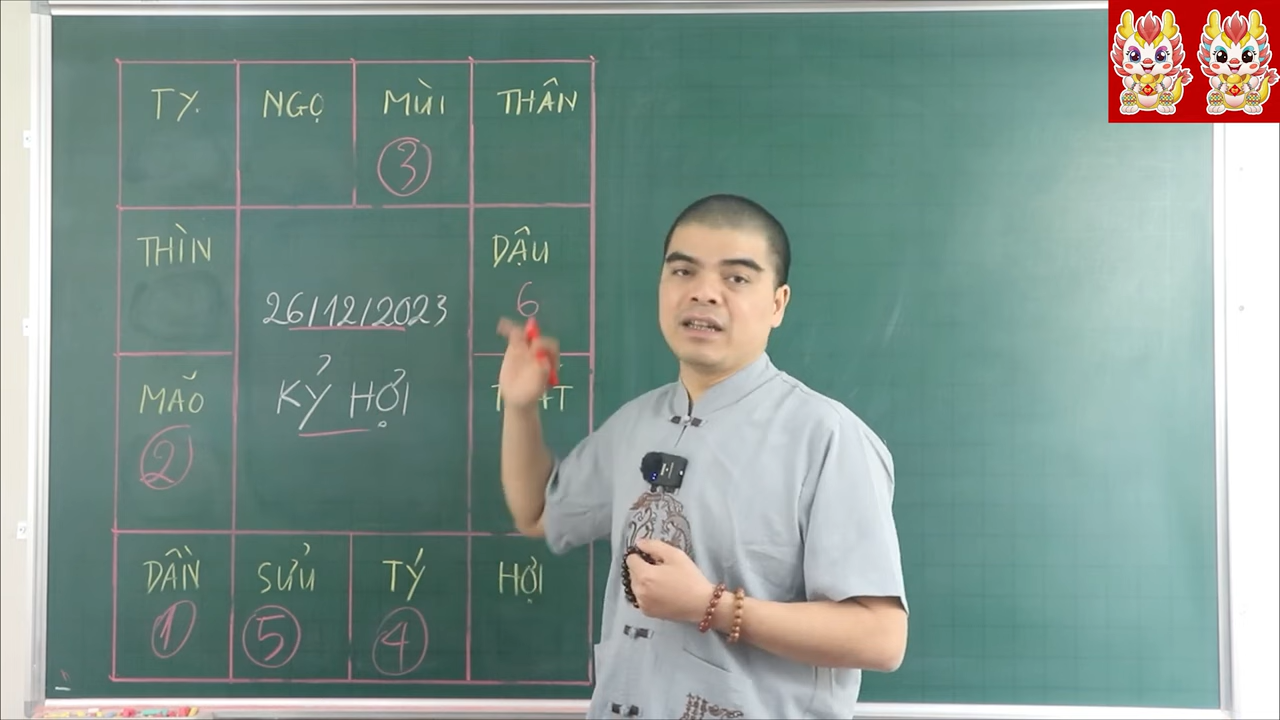 TỴ
NGỌ
MÙI
THÂN
3
THÌN
DẬU
6
26/12/2023
KỶ HỢI
MÃO
2
DẦN
SỬU
TÝ
HỢI
1
5
4